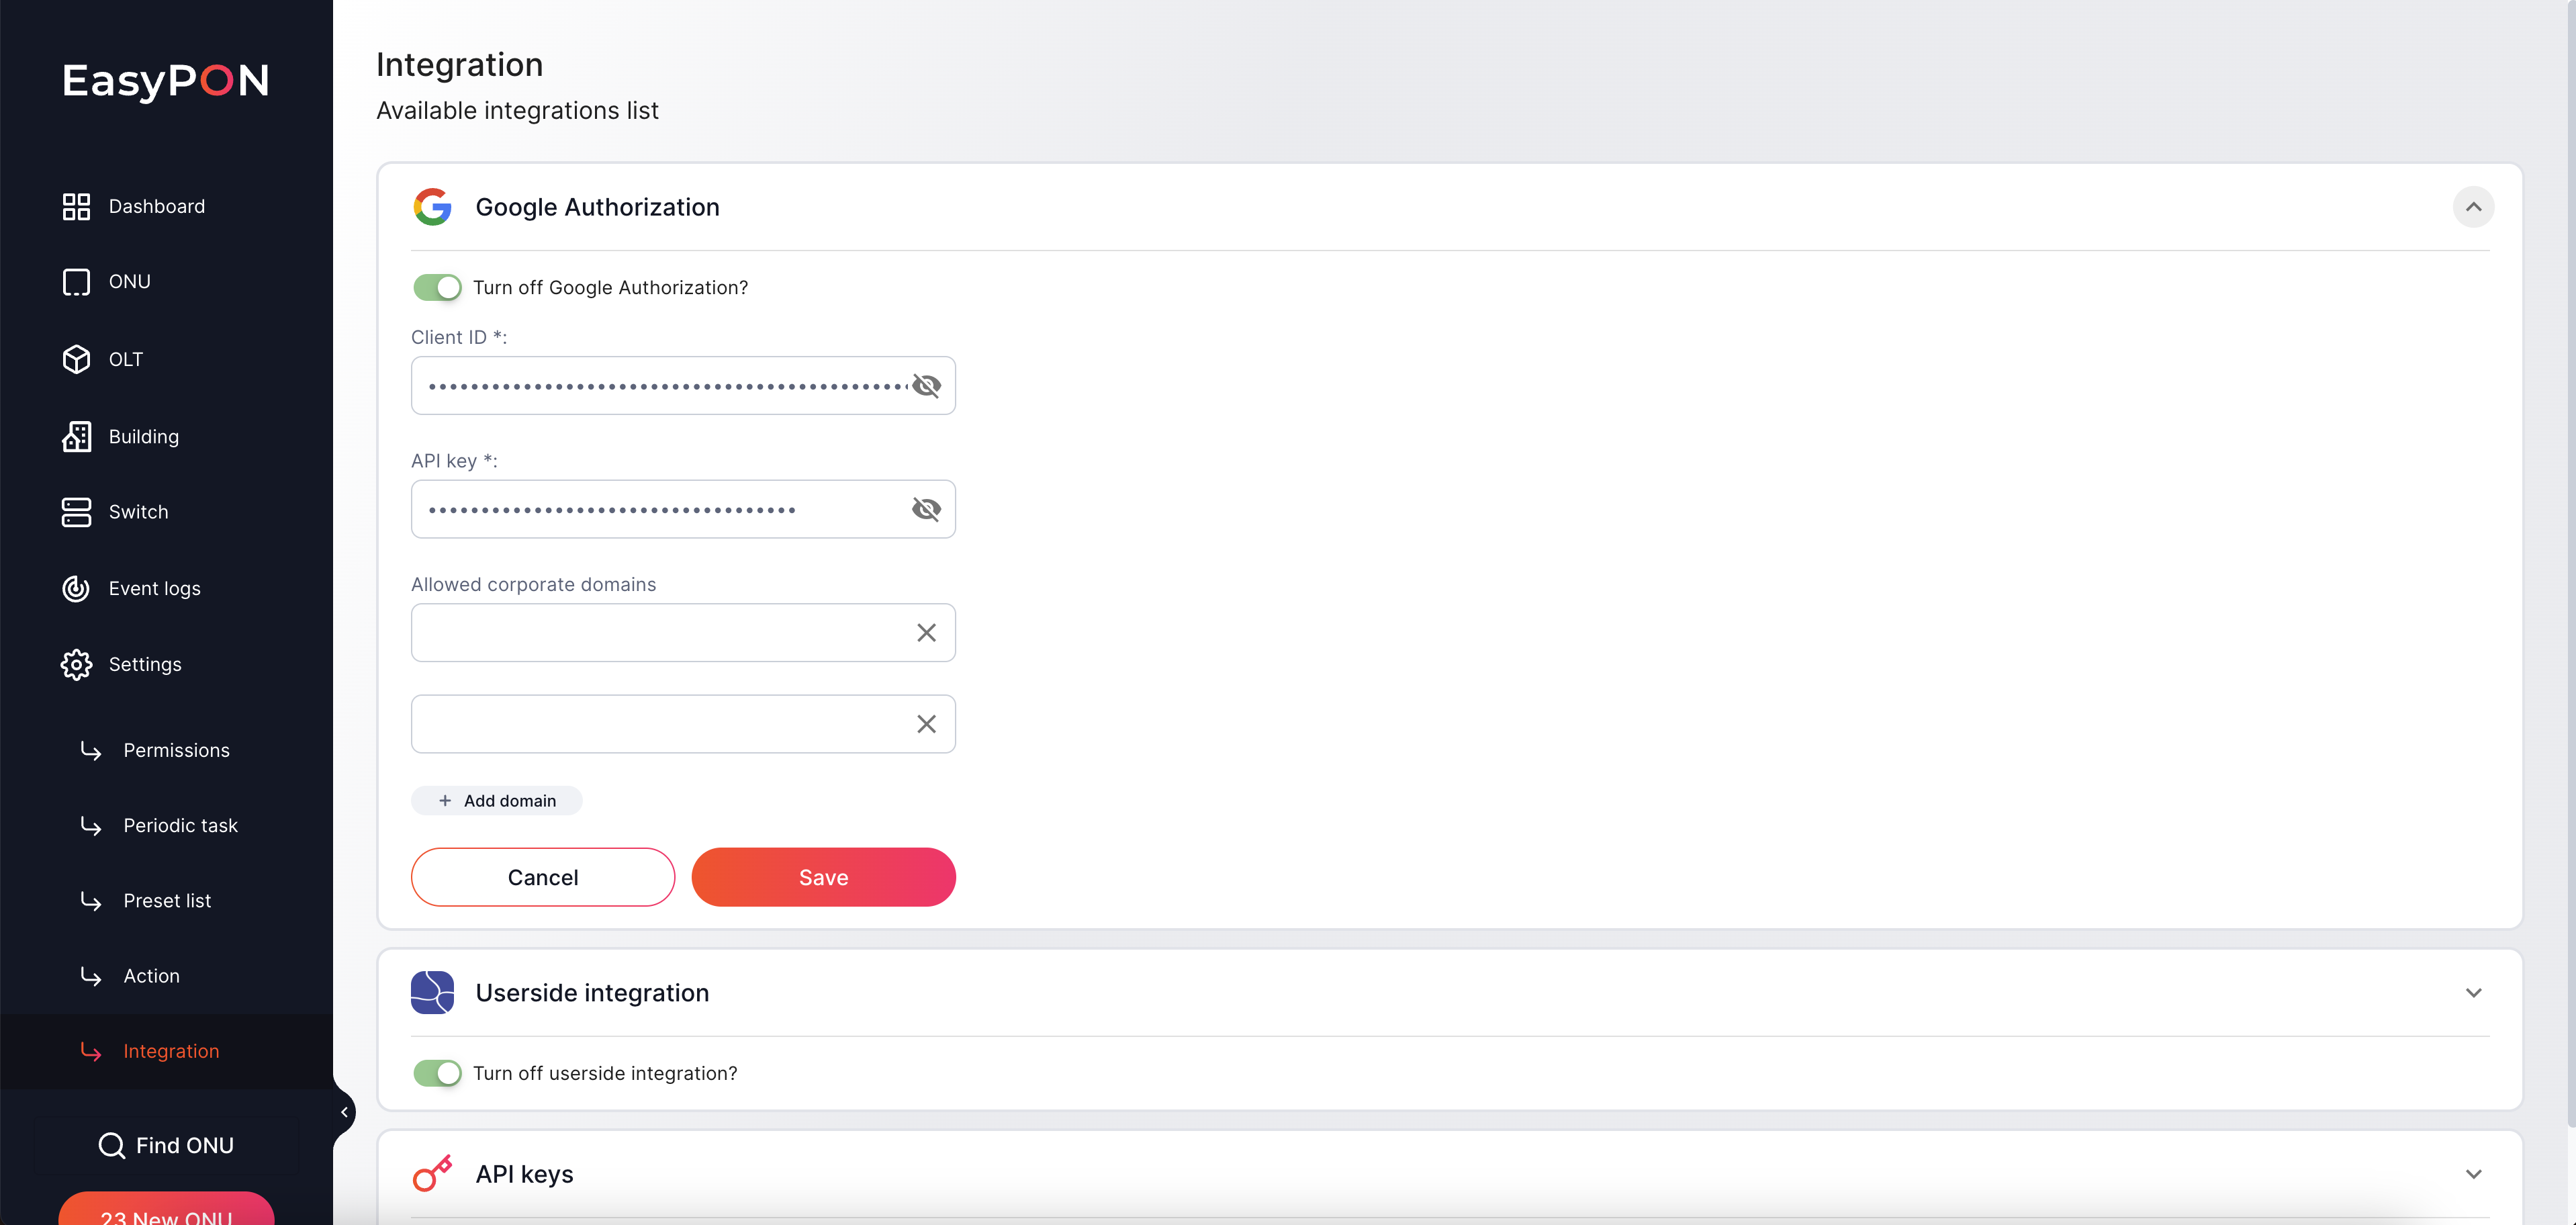 EasyPON
Dashboard
ONU
OLT
Building
Switch
Event logs
Settings
Permissions
Periodic task
Preset list
Action
Integration
Find ONU
23 New ONU
Integration
Available integrations list
Google Authorization
Turn off Google Authorization?
Client ID *:
API key *:
Allowed corporate domains
+ Add domain
Cancel
Save
Userside integration
Turn off userside integration?
API keys